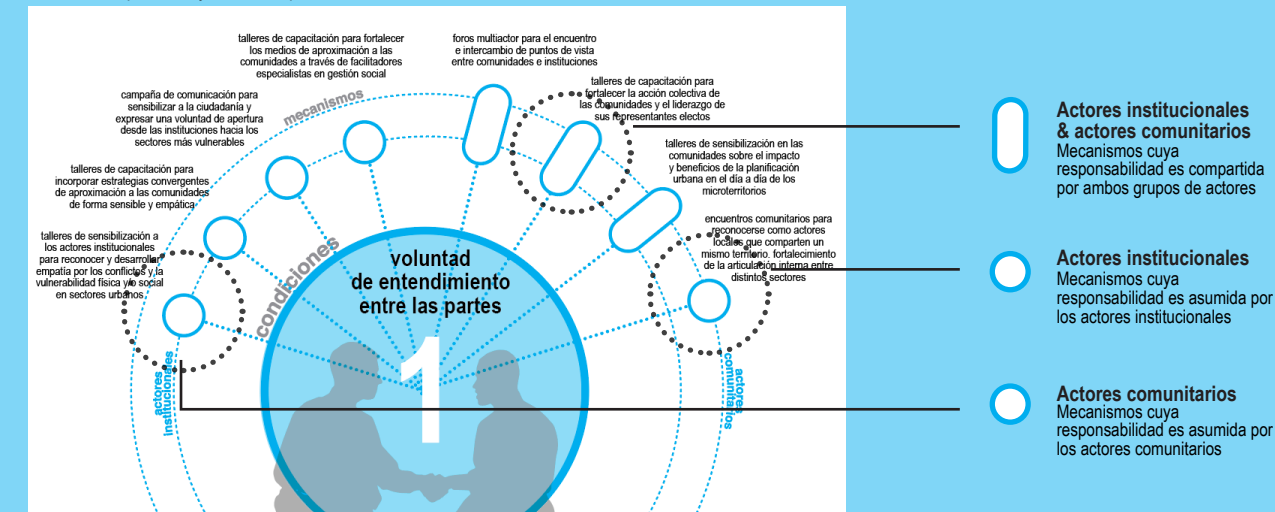 talleres de capacitación para fortalecer
los medios de aproximación a las
comunidades a través de facilitadores
especialistas en gestión social
foros multiactor para el encuentro
e intercambio de puntos de vista
entre comunidades e instituciones
talleres de capacitación para
fortalecer la acción colectiva de
las comunidades y el liderazgo de
sus representantes electos
campaña de comunicación para
sensibilizar a la ciudadanía y
expresar una voluntad de apertura
desde las instituciones hacia los
sectores más vulnerables
mecanismos
talleres de sensibilización en las
comunidades sobre el impacto
y beneficios de la planificación
urbana en el día a día de los
microterritorios
talleres de capacitación para
incorporar estrategias convergentes
de aproximación a las comunidades
de forma sensible y empática
encuentros comunitarios para
reconocerse como actores
locales que comparten un
mismo territorio. fortalecimiento
de la articulación interna entre
distintos sectores
talleres de sensibilización a
los actores institucionales
para reconocer y desarrollar
empatía por los conflictos y la
vulnerabilidad física y/o social
en sectores urbanos
condiciones
voluntad
de entendimiento
entre las partes
1
actores
institucionales
actores
comunitarios
Actores institucionales
& actores comunitarios
Mecanismos cuya
responsabilidad es compartida
por ambos grupos de actores
Actores institucionales
Mecanismos cuya
responsabilidad es asumida por
los actores institucionales
Actores comunitarios
Mecanismos cuya
responsabilidad es asumida por
los actores comunitarios